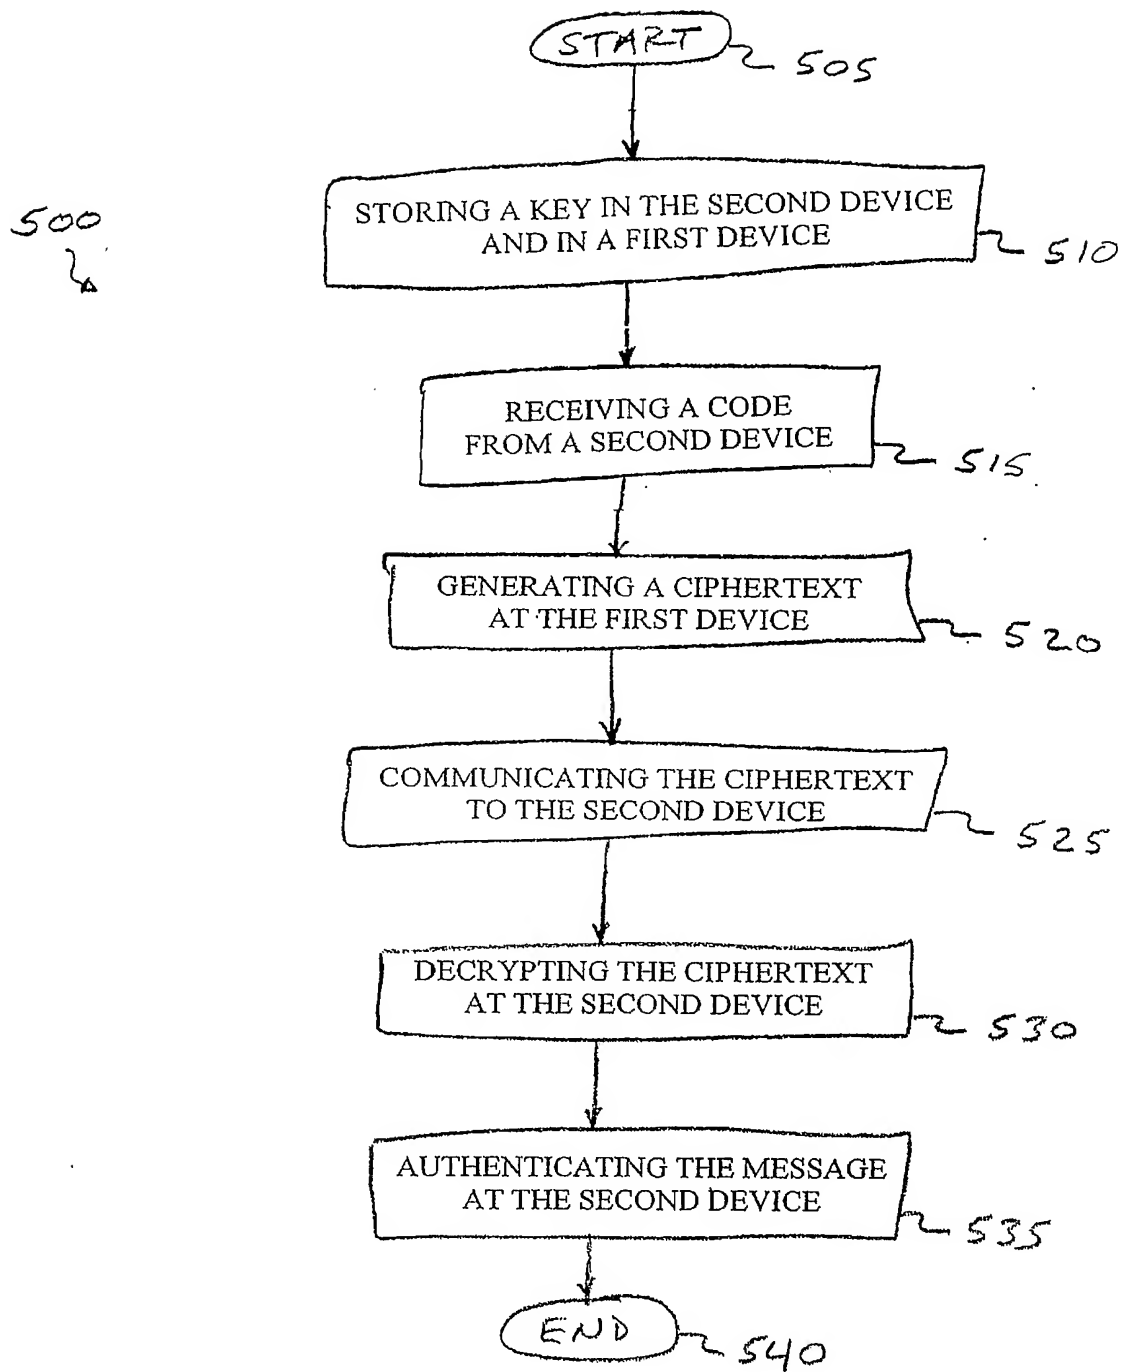 START
505
500
STORING A KEY IN THE SECOND DEVICE
AND IN A FIRST DEVICE
510
RECEIVING A CODE
FROM A SECOND DEVICE
515
GENERATING A CIPHERTEXT
AT THE FIRST DEVICE
520
COMMUNICATING THE CIPHERTEXT
TO THE SECOND DEVICE
525
DECRYPTING THE CIPHERTEXT
AT THE SECOND DEVICE
530
AUTHENTICATING THE MESSAGE
AT THE SECOND DEVICE
535
END
540